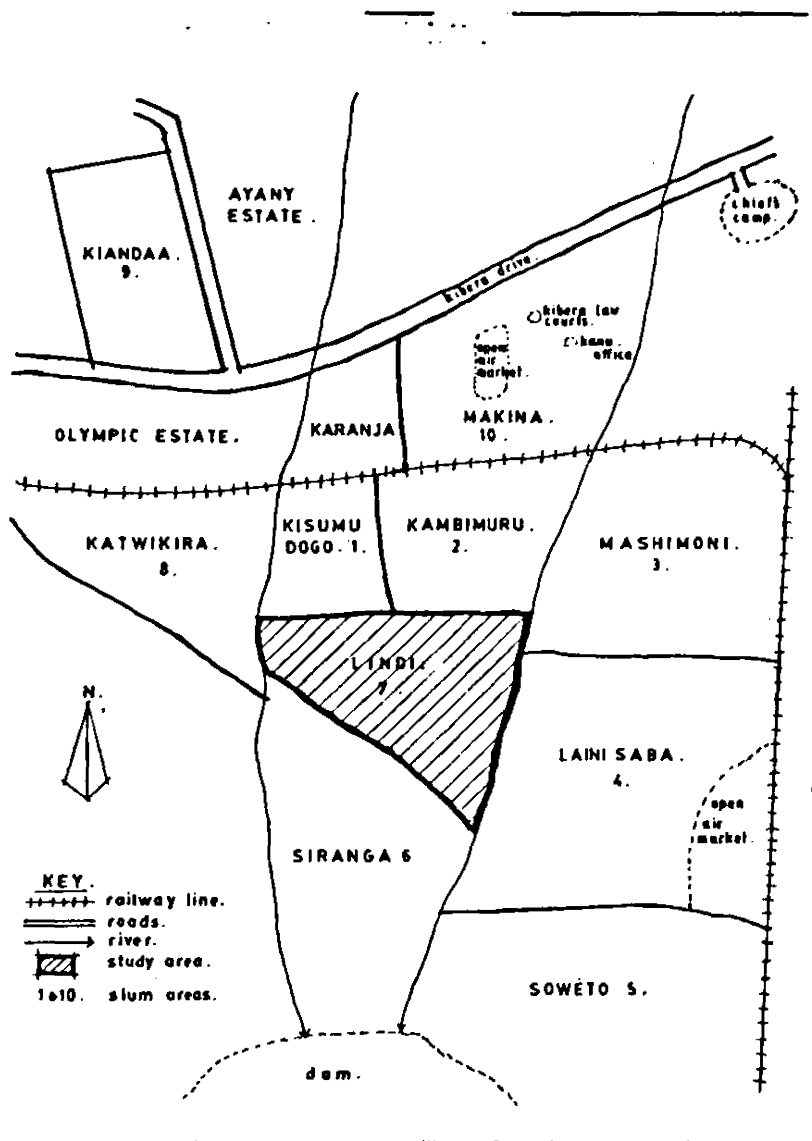 AYANY
ESTATE.
KIANDAA.
9.
chiefs
camp.
kibera drive.
kibera law
courts.
kanu
office
open
air
market.
OLYMPIC ESTATE.
KARANJA
MAKINA.
10.
KATWIKIRA.
8.
KISUMU
DOGO. 1.
KAMBIMURU.
2.
MASHIMONI.
3.
LINDI.
7.
N.
LAINI SABA.
4.
open
air
market.
SIRANGA 6
KEY.
railway line.
roads.
river.
study area.
1to10. slum areas.
SOWETO 5.
dam.